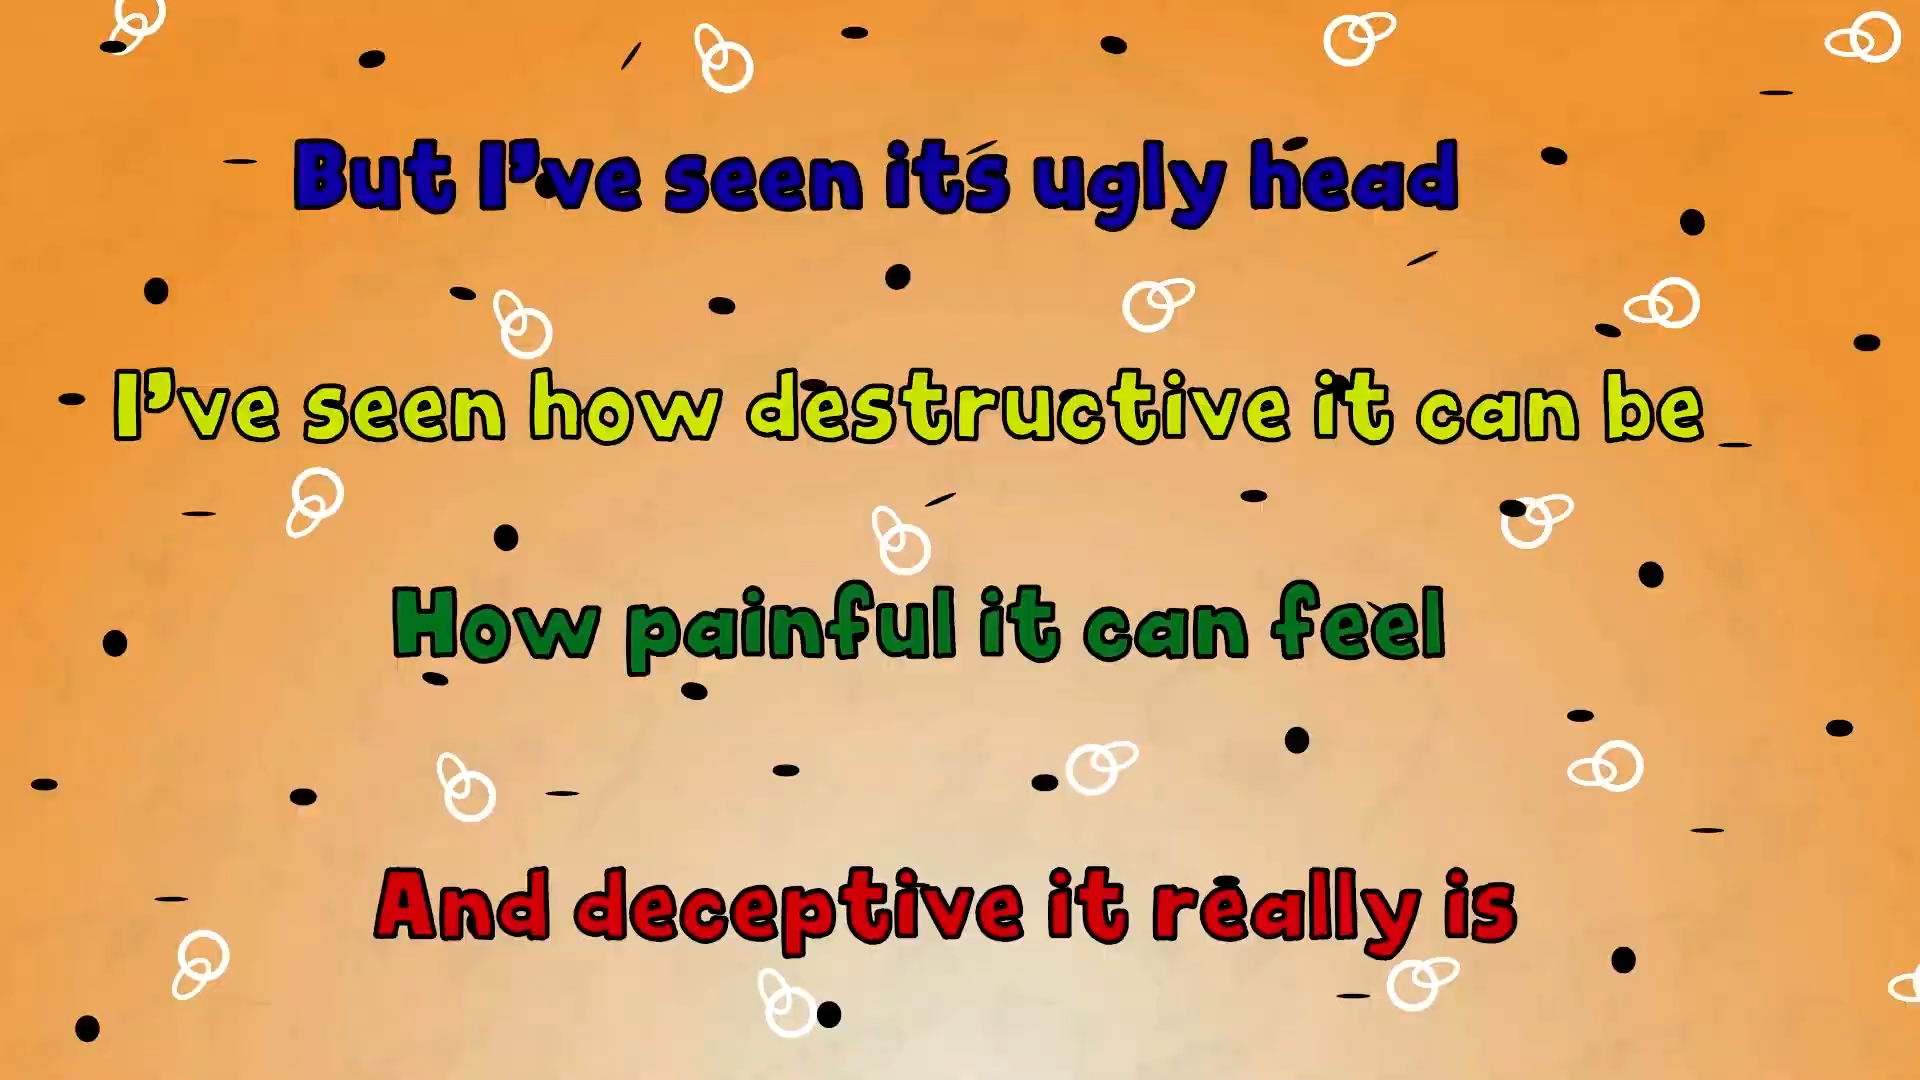 But I've seen its ugly head
I've seen how destructive it can be
How painful it can feel
And deceptive it really is